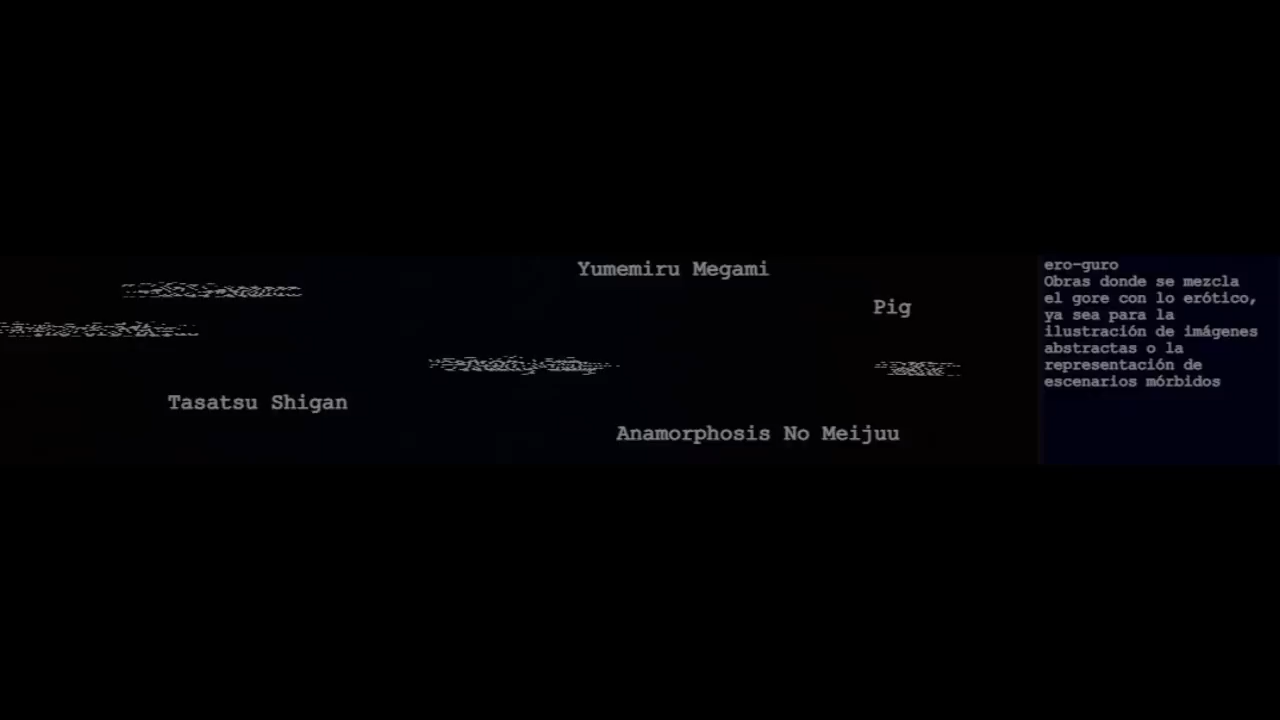 Yumemiru Megami
Pig
Tasatsu Shigan
Anamorphosis No Meijuu
ero-guro
Obras donde se mezcla
el gore con lo erótico,
ya sea para la
ilustración de imágenes
abstractas o la
representación de
escenarios mórbidos